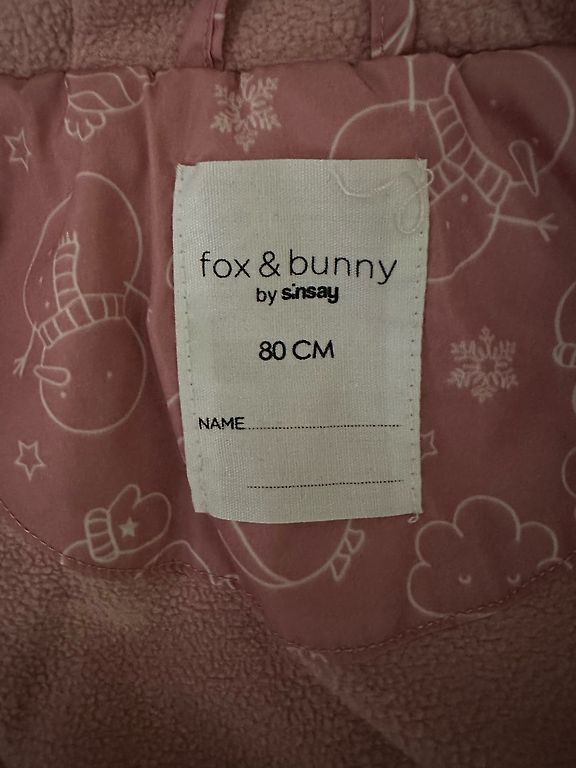 fox & bunny
by sinsay
80 CM
NAME